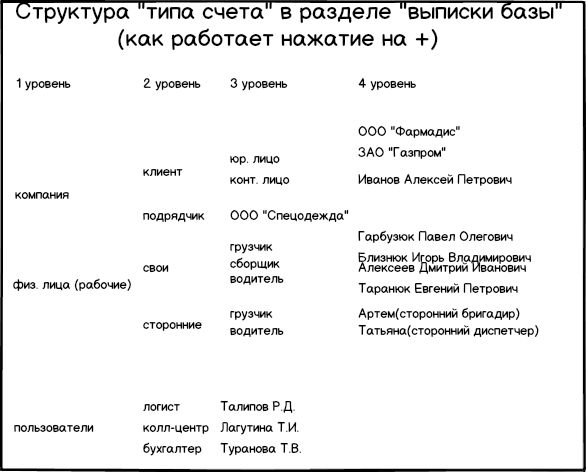 Структура "типа счета" в разделе "выписки базы"
(как работает нажатие на +)
1 уровень 2 уровень 3 уровень 4 уровень
ООО "Фармадис"
ЗАО "Газпром"
юр. лицо
клиент
конт. лицо Иванов Алексей Петрович
компания
подрядчик ООО "Спецодежда"
Гарбузюк Павел Олегович
грузчик
Близнюк Игорь Владимирович
сборщик
свои Алексеев Дмитрий Иванович
водитель
физ. лица (рабочие)
Таранюк Евгений Петрович
грузчик Артем(сторонний бригадир)
сторонние
водитель Татьяна(сторонний диспетчер)
логист Талипов Р.Д.
пользователи колл-центр Лагутина Т.И.
бухгалтер Туранова Т.В.